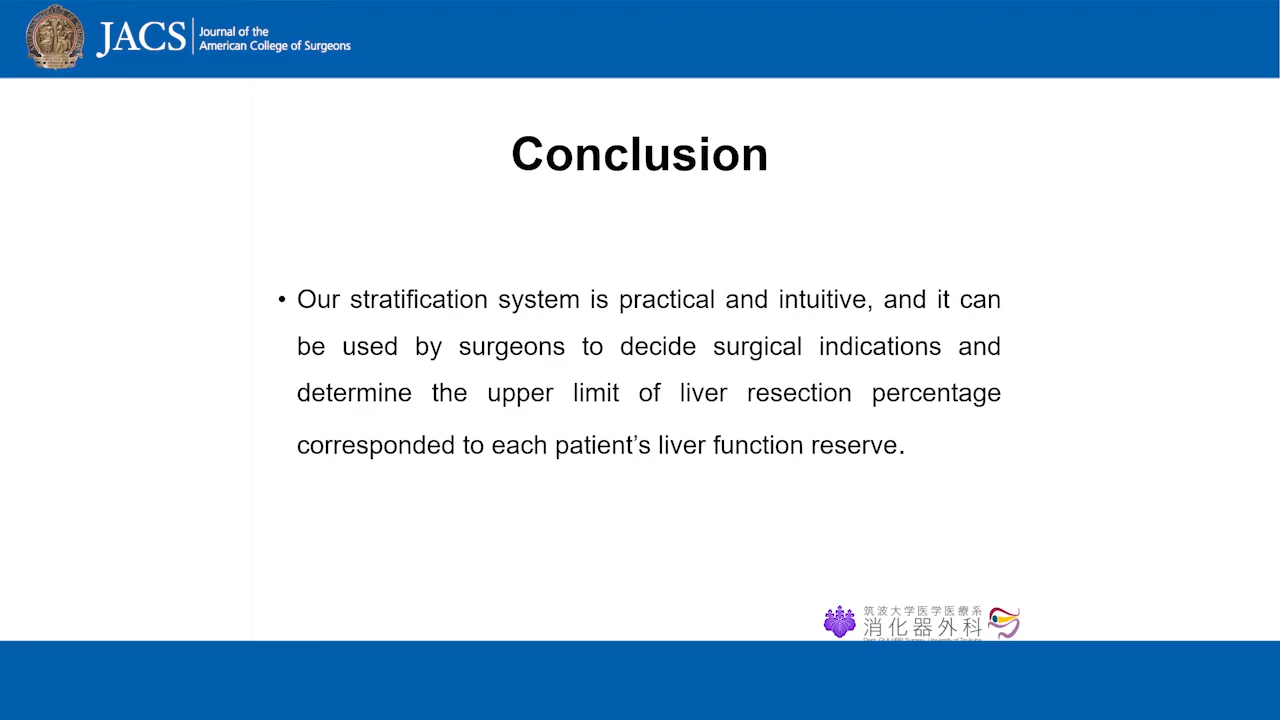 JACS
Journal of the
American College of Surgeons
Conclusion
• Our stratification system is practical and intuitive, and it can
be used by surgeons to decide surgical indications and
determine the upper limit of liver resection percentage
corresponded to each patient’s liver function reserve.
筑波大学医学医療系
消化器外科